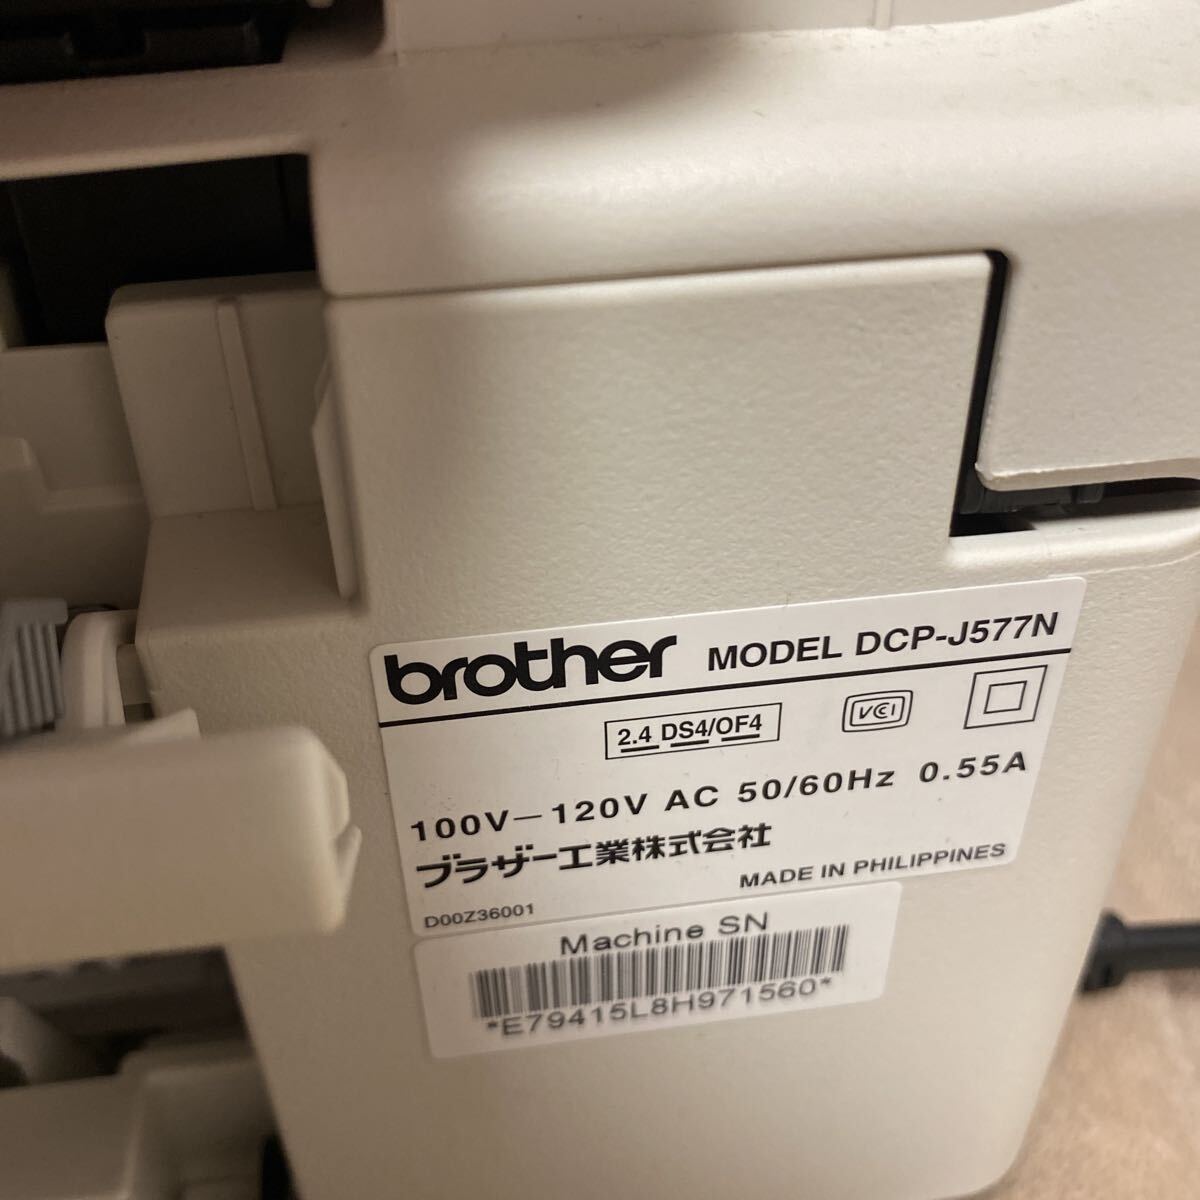 brother MODEL DCP-J577N
2.4 DS4/OF4 VCI
100V－120V AC 50/60Hz 0.55A
ブラザー工業株式会社
D00Z36001 MADE IN PHILIPPINES
Machine SN
*E79415L8H971560*